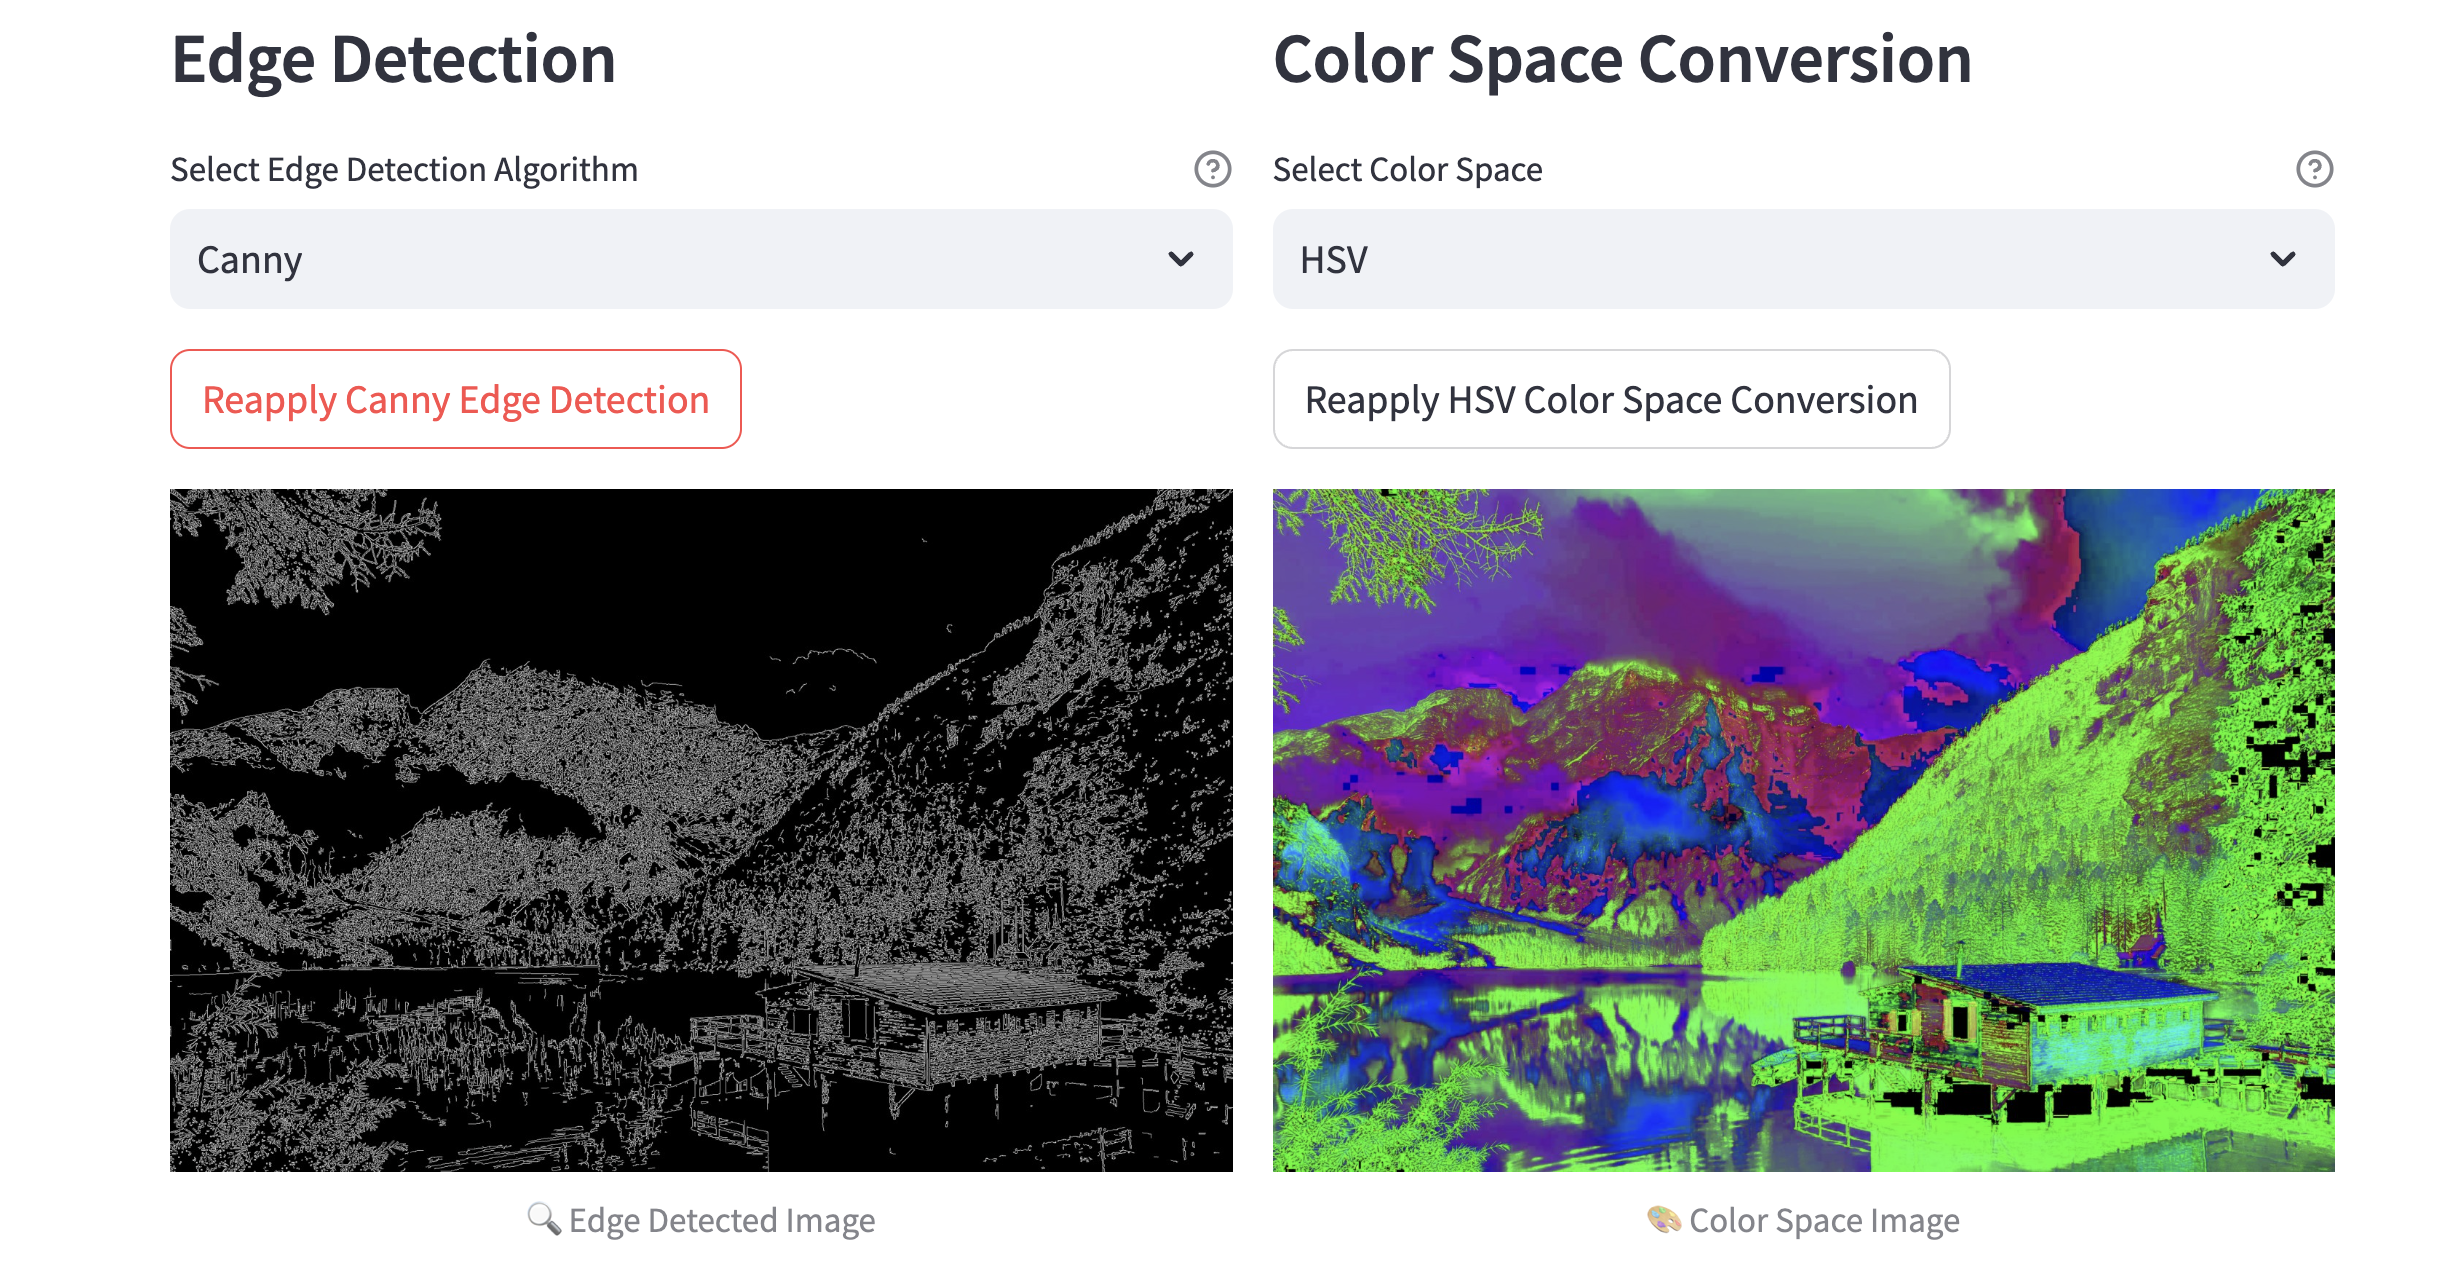 Edge Detection
Select Edge Detection Algorithm
Canny
Reapply Canny Edge Detection
🔍 Edge Detected Image
Color Space Conversion
Select Color Space
HSV
Reapply HSV Color Space Conversion
🎨 Color Space Image